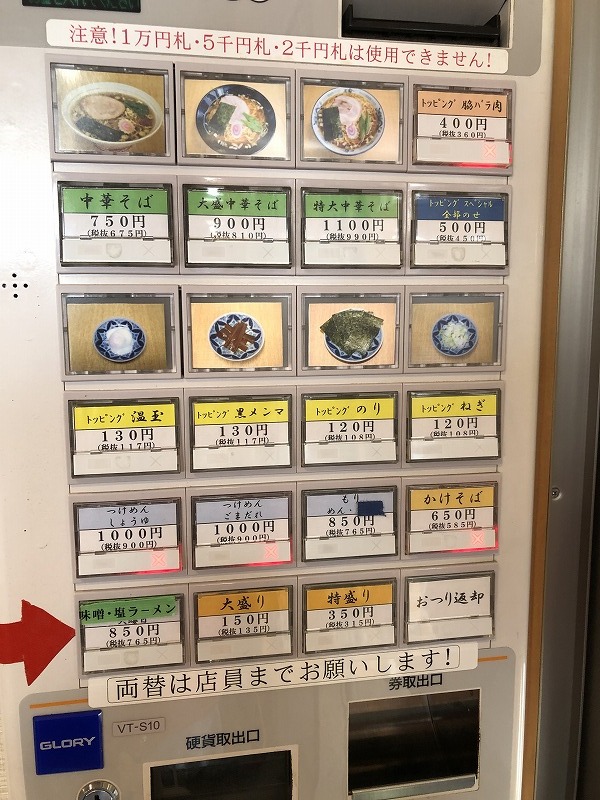 注意!1万円札・5千円札・2千円札は使用できません!
トッピング 脇バラ肉
400円
(税抜360円)
中華そば
750円
(税抜675円)
大盛中華そば
900円
(税抜810円)
特大中華そば
1100円
(税抜990円)
トッピング スペシャル
全部のせ
500円
(税抜450円)
トッピング 温玉
130円
(税抜117円)
トッピング 黒メンマ
130円
(税抜117円)
トッピング のり
120円
(税抜108円)
トッピング ねぎ
120円
(税抜108円)
つけめん
しょうゆ
1000円
(税抜900円)
つけめん
ごまだれ
1000円
(税抜900円)
もり
めん・
850円
(税抜765円)
かけそば
650円
(税抜585円)
味噌・塩ラーメン
850円
(税抜765円)
大盛り
150円
(税抜135円)
特盛り
350円
(税抜315円)
おつり返却
両替は店員までお願いします!
券取出口
GLORY
VT-S10
硬貨取出口